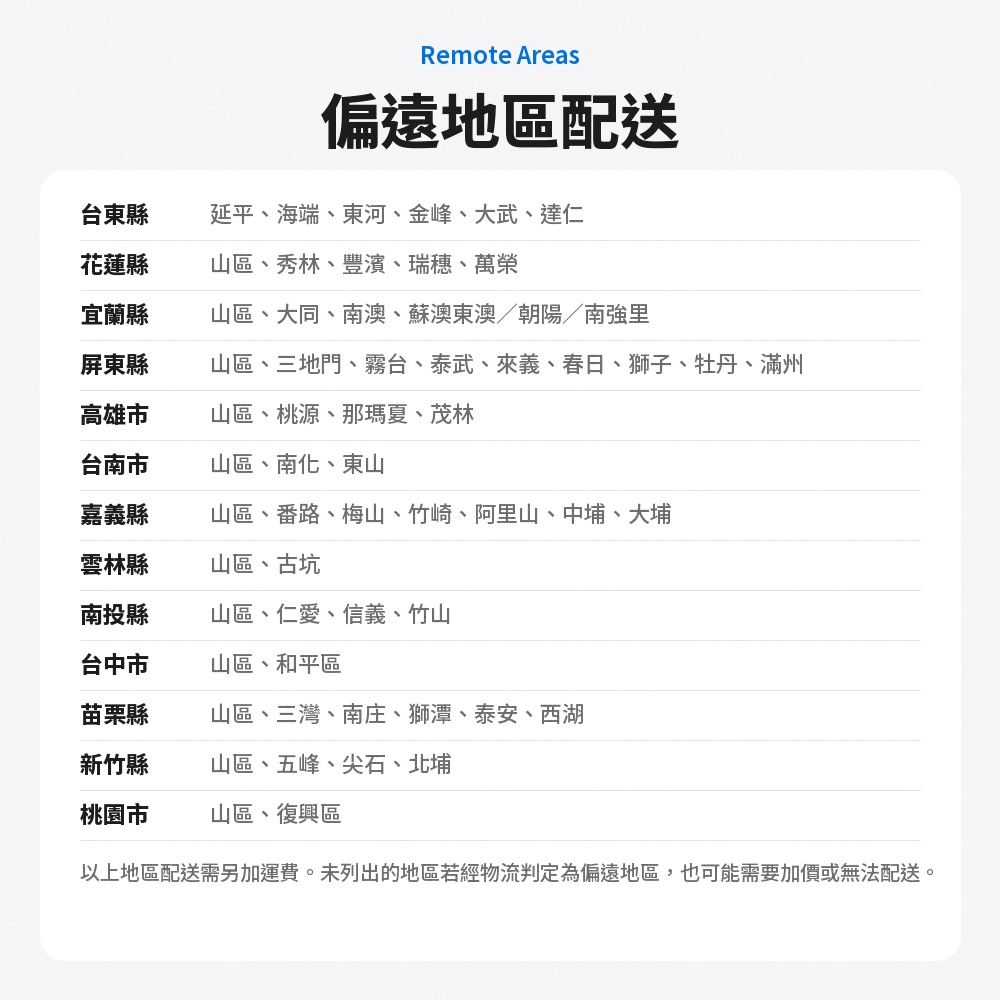 Remote Areas
偏遠地區配送
台東縣 延平、海端、東河、金峰、大武、達仁
花蓮縣 山區、秀林、豐濱、瑞穗、萬榮
宜蘭縣 山區、大同、南澳、蘇澳東澳／朝陽／南強里
屏東縣 山區、三地門、霧台、泰武、來義、春日、獅子、牡丹、滿州
高雄市 山區、桃源、那瑪夏、茂林
台南市 山區、南化、東山
嘉義縣 山區、番路、梅山、竹崎、阿里山、中埔、大埔
雲林縣 山區、古坑
南投縣 山區、仁愛、信義、竹山
台中市 山區、和平區
苗栗縣 山區、三灣、南庄、獅潭、泰安、西湖
新竹縣 山區、五峰、尖石、北埔
桃園市 山區、復興區
以上地區配送需另加運費。未列出的地區若經物流判定為偏遠地區，也可能需要加價或無法配送。